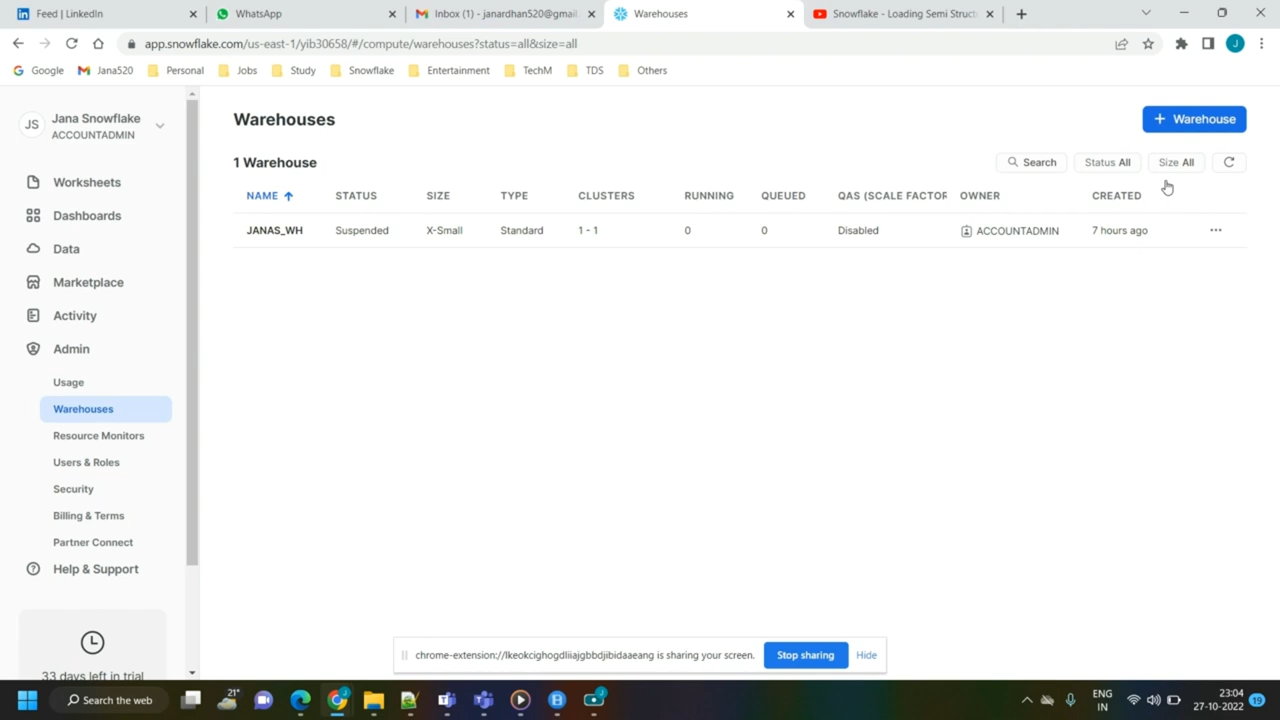 Feed | LinkedIn
WhatsApp
Inbox (1) - janardhan520@gmail.
Warehouses
Snowflake - Loading Semi Struct
app.snowflake.com/us-east-1/yib30658/#/compute/warehouses?status=all&size=all
J
Google
Jana520
Personal
Jobs
Study
Snowflake
Entertainment
TechM
TDS
Others
JS
Jana Snowflake
ACCOUNTADMIN
Worksheets
Dashboards
Data
Marketplace
Activity
Admin
Usage
Warehouses
Resource Monitors
Users & Roles
Security
Billing & Terms
Partner Connect
Help & Support
33 days left in trial
Warehouses
+ Warehouse
1 Warehouse
Search
Status All
Size All
NAME STATUS SIZE TYPE CLUSTERS RUNNING QUEUED QAS (SCALE FACTOR OWNER CREATED
JANAS_WH Suspended X-Small Standard 1 - 1 0 0 Disabled ACCOUNTADMIN 7 hours ago
chrome-extension://lkeokcighogdliiajgbbdjibidaaeang is sharing your screen.
Stop sharing
Hide
Search the web
21°
ENG
IN
23:04
27-10-2022
19